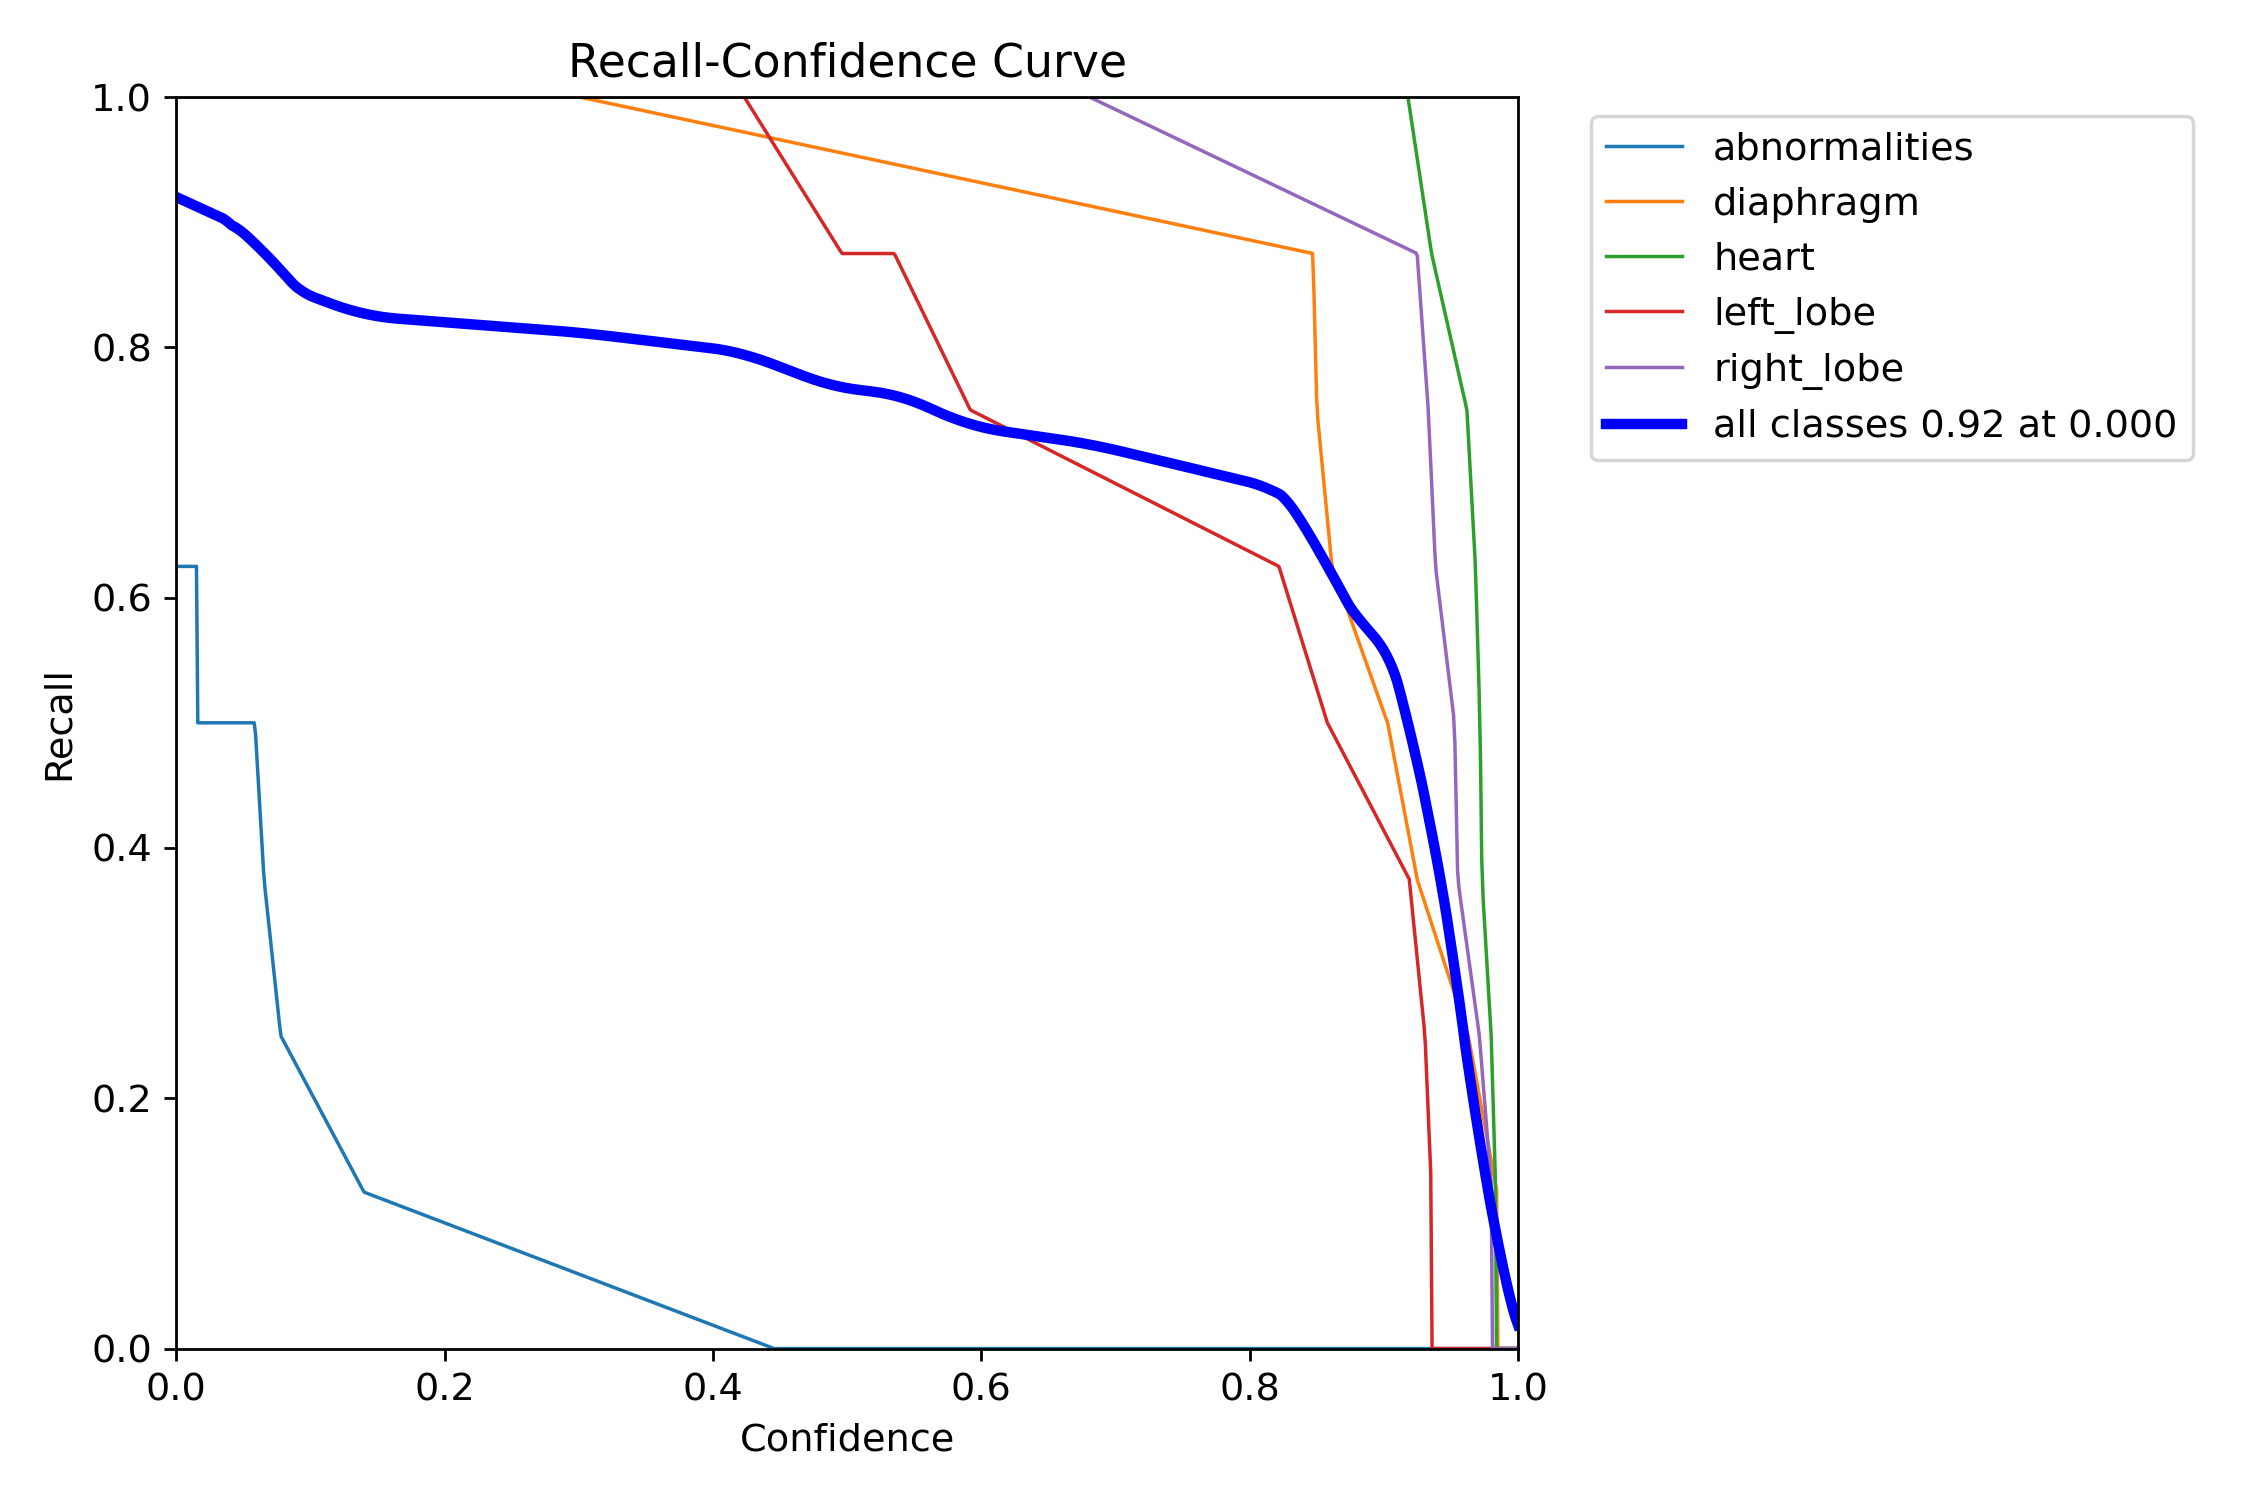 Recall-Confidence Curve
1.0
0.8
0.6
0.4
0.2
0.0
Recall
0.0 0.2 0.4 0.6 0.8 1.0
Confidence
abnormalities
diaphragm
heart
left_lobe
right_lobe
all classes 0.92 at 0.000